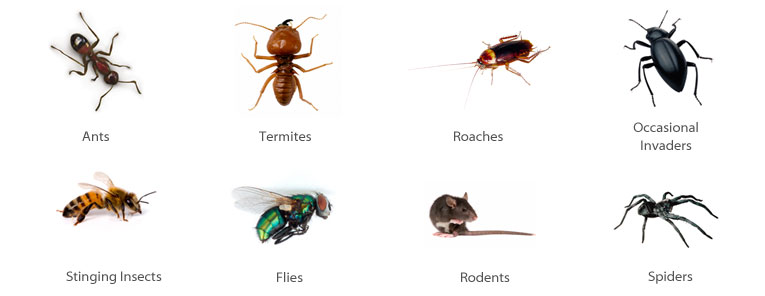 Ants
Termites
Roaches
Occasional
Invaders
Stinging Insects
Flies
Rodents
Spiders